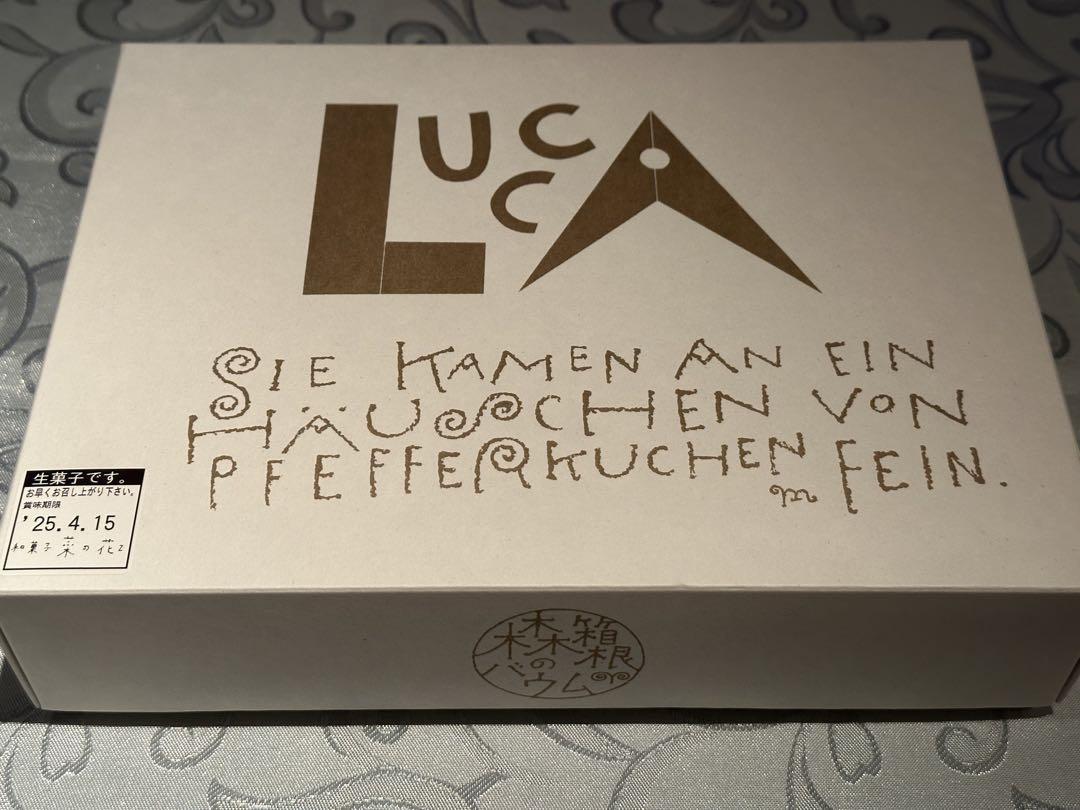 LUCCA
SIE KAMEN AN EIN
HÄUSCHEN VON
PFEFFERKUCHEN FEIN.
生菓子です。
お早くお召し上がり下さい。
賞味期限
'25.4.15
和菓子 菜の花
箱根
の
バウム